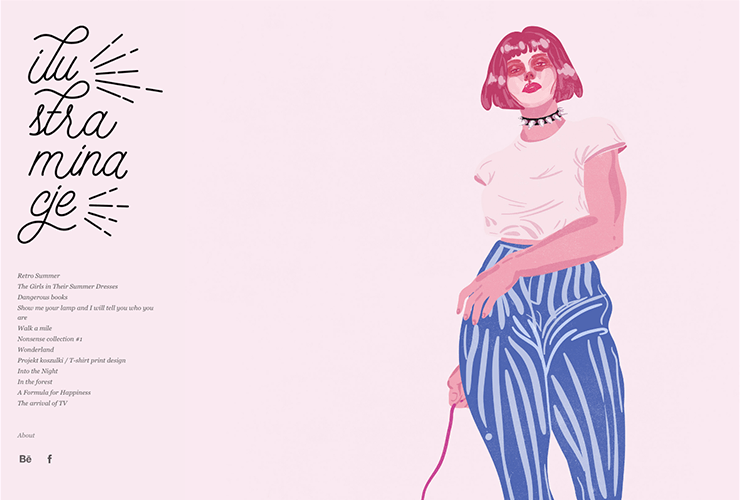 ilu
stra
mina
cje
Retro Summer
The Girls in Their Summer Dresses
Dangerous books
Show me your lamp and I will tell you who you
are
Walk a mile
Nonsense collection #1
Wonderland
Projekt koszulki / T-shirt print design
Into the Night
In the forest
A Formula for Happiness
The arrival of TV
About
Bē f